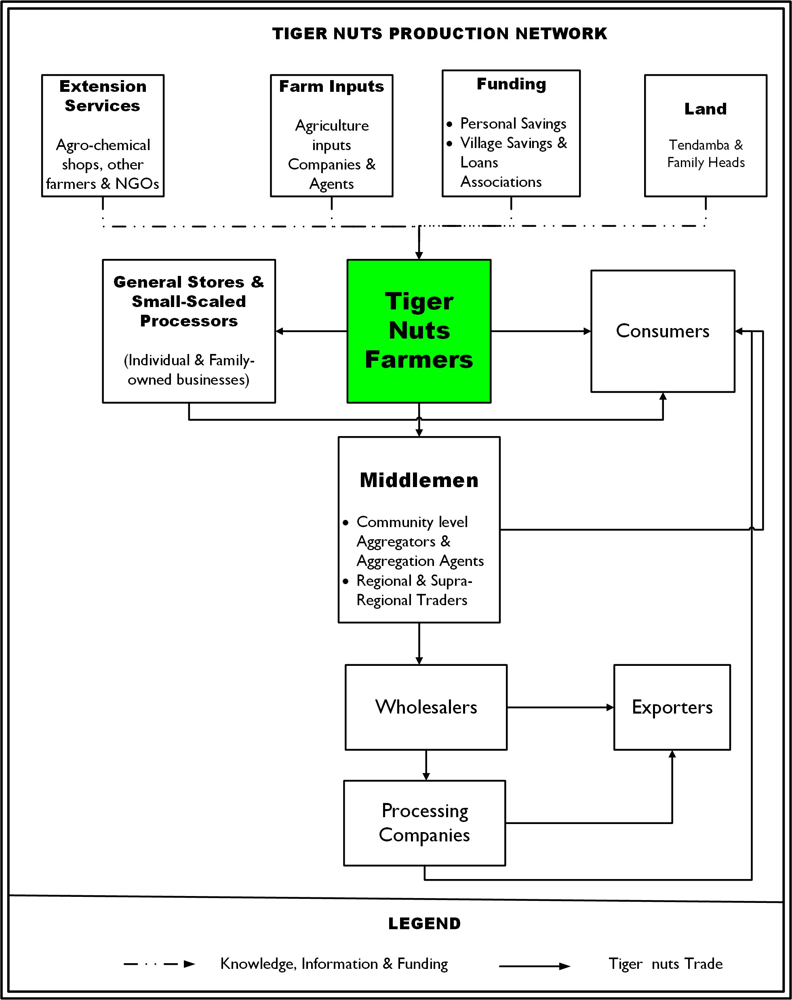 TIGER NUTS PRODUCTION NETWORK
Extension
Services
Agro-chemical
shops, other
farmers & NGOs
Farm Inputs
Agriculture
inputs
Companies &
Agents
Funding
• Personal Savings
• Village Savings &
Loans
Associations
Land
Tendamba &
Family Heads
General Stores &
Small-Scaled
Processors
(Individual & Family-
owned businesses)
Tiger
Nuts
Farmers
Consumers
Middlemen
• Community level
Aggregators &
Aggregation Agents
• Regional & Supra-
Regional Traders
Wholesalers
Exporters
Processing
Companies
LEGEND
Knowledge, Information & Funding
Tiger nuts Trade